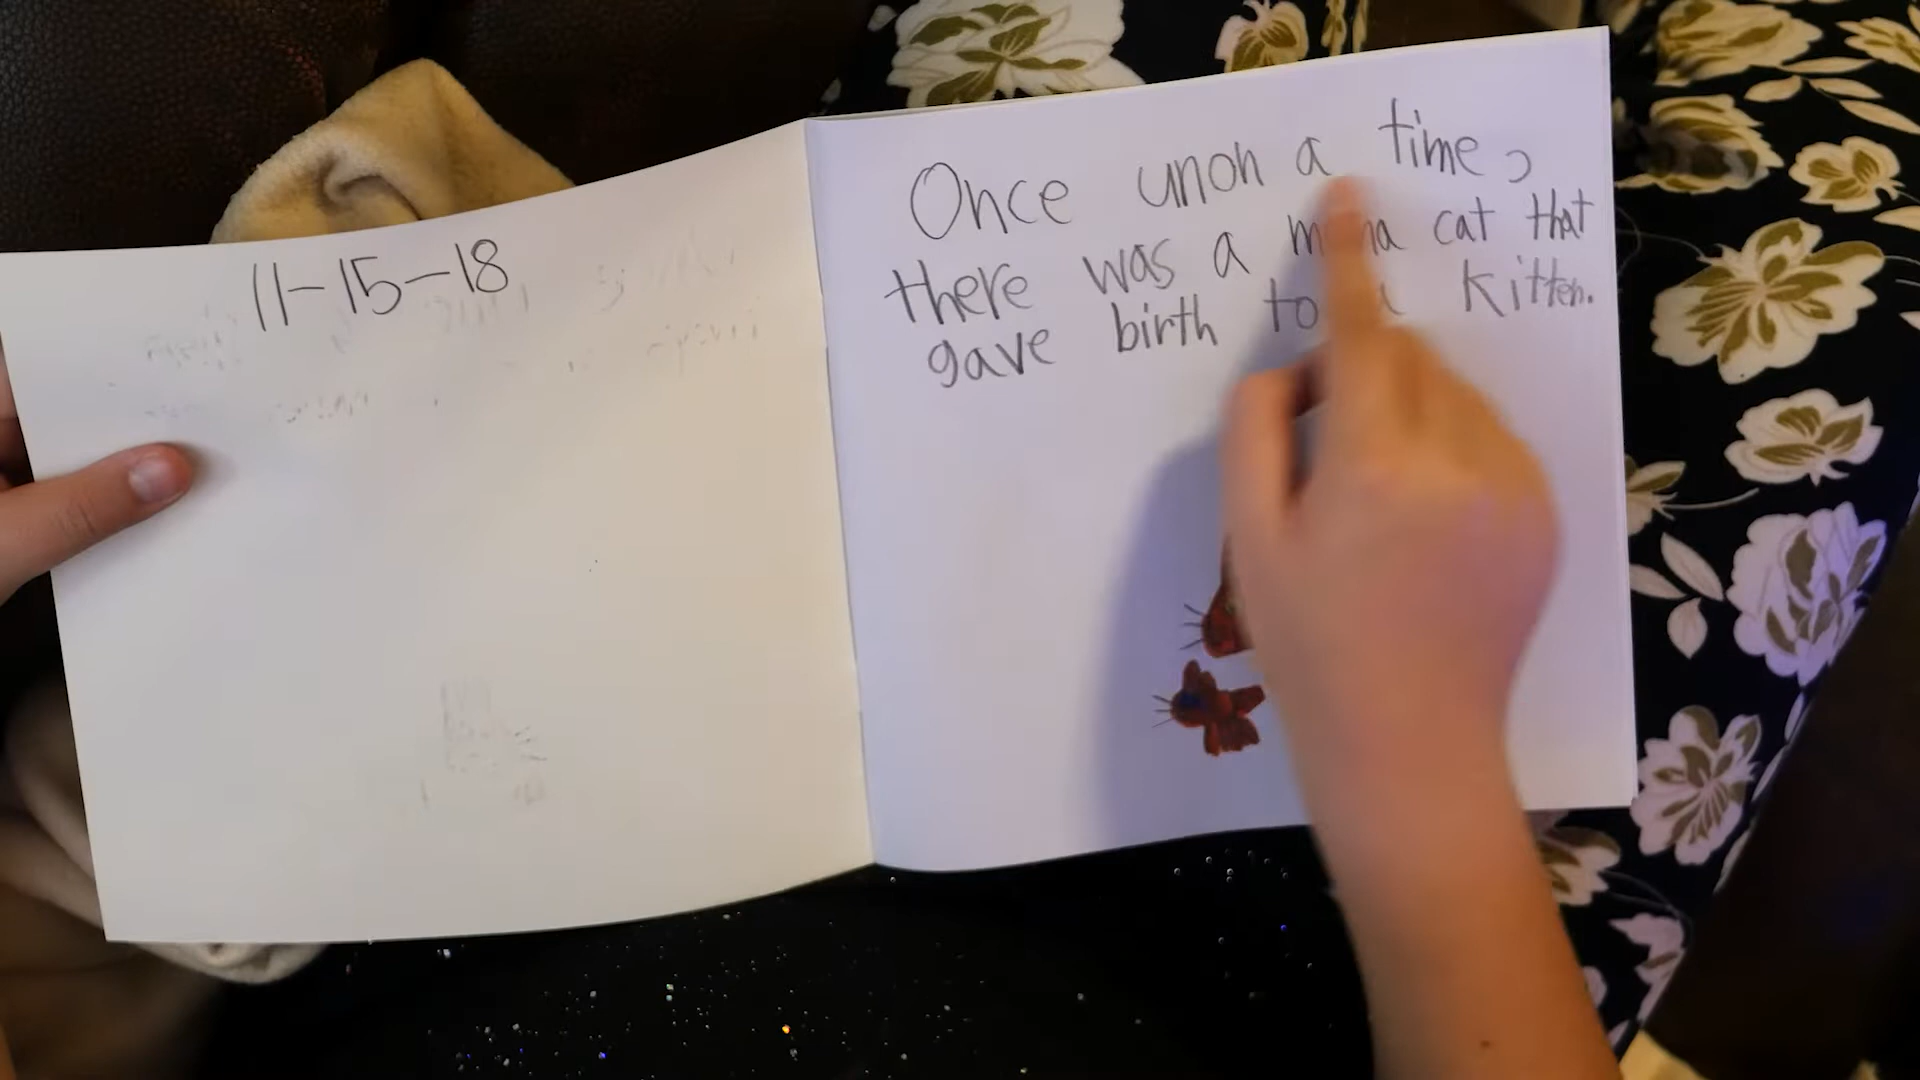 11-15-18
Once unon a time,
there was a cat that
gave birth to kitten.